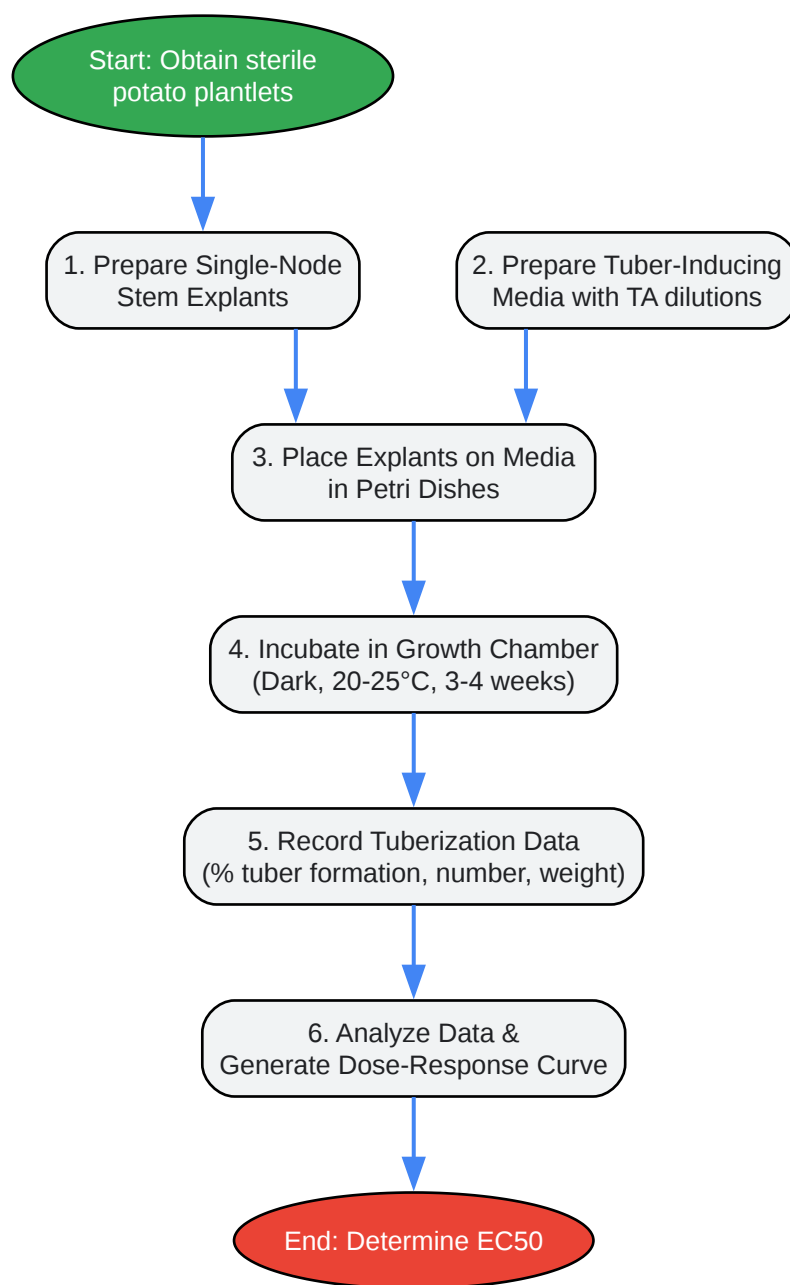 Start: Obtain sterile
potato plantlets
1. Prepare Single-Node
Stem Explants
2. Prepare Tuber-Inducing
Media with TA dilutions
3. Place Explants on Media
in Petri Dishes
4. Incubate in Growth Chamber
(Dark, 20-25°C, 3-4 weeks)
5. Record Tuberization Data
(% tuber formation, number, weight)
6. Analyze Data &
Generate Dose-Response Curve
End: Determine EC50